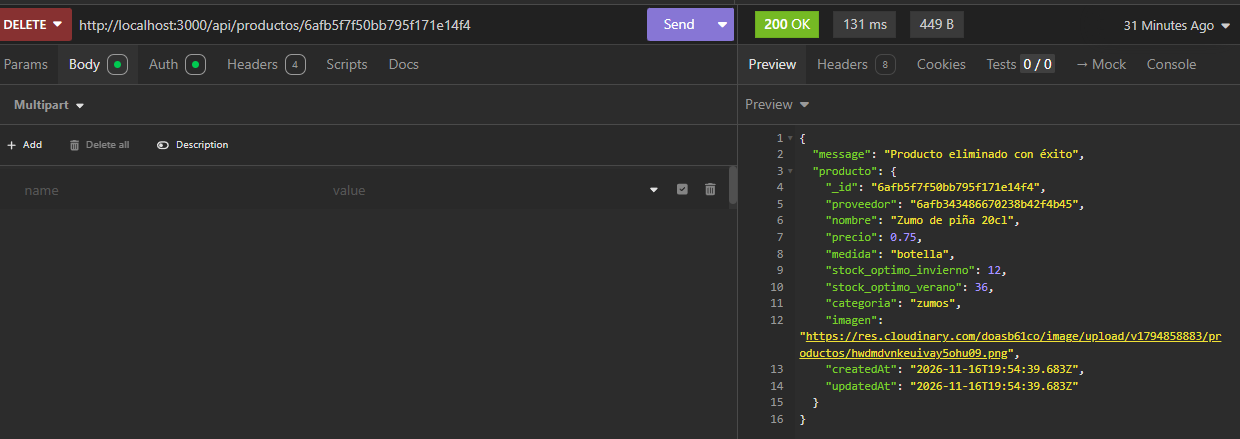 DELETE http://localhost:3000/api/productos/6afb5f7f50bb795f171e14f4 Send 200 OK 131 ms 449 B 31 Minutes Ago
Params Body Auth Headers 4 Scripts Docs
Preview Headers 8 Cookies Tests 0 / 0 → Mock Console
Multipart
Preview
+ Add Delete all Description
name value
1 {
2 "message": "Producto eliminado con éxito",
3 "producto": {
4 "_id": "6afb5f7f50bb795f171e14f4",
5 "proveedor": "6afb343486670238b42f4b45",
6 "nombre": "Zumo de piña 20cl",
7 "precio": 0.75,
8 "medida": "botella",
9 "stock_optimo_invierno": 12,
10 "stock_optimo_verano": 36,
11 "categoria": "zumos",
12 "imagen":
"https://res.cloudinary.com/doasb61co/image/upload/v1794858883/pr
oductos/hwdmdvnkeuivay5ohu09.png",
13 "createdAt": "2026-11-16T19:54:39.683Z",
14 "updatedAt": "2026-11-16T19:54:39.683Z"
15 }
16 }